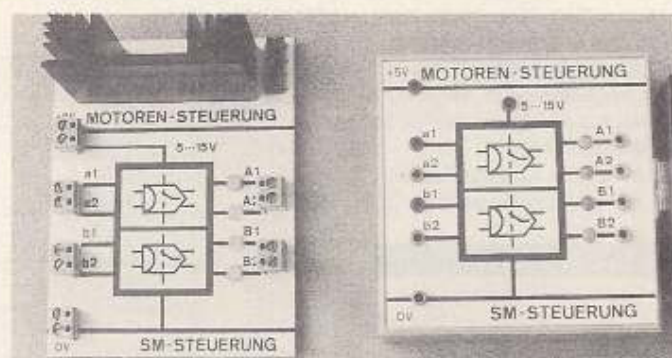 MOTOREN-STEUERUNG
5...15V
a1
A1
a2
b1
B1
b2
0V
SM-STEUERUNG
+5V
MOTOREN-STEUERUNG
5...15V
a1
A1
a2
A2
b1
B1
b2
B2
0V
SM-STEUERUNG